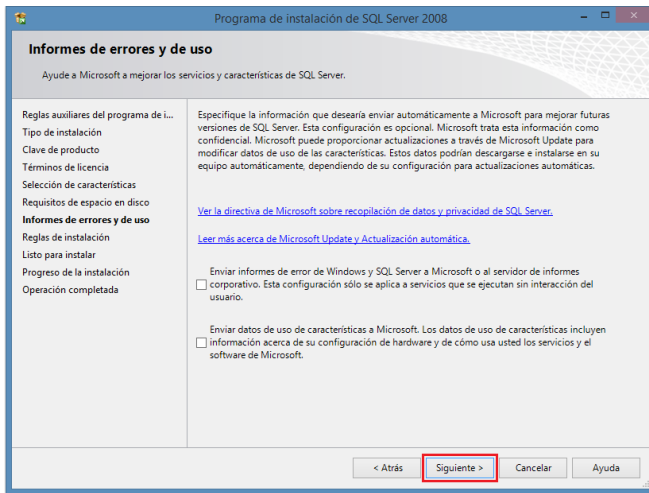 Programa de instalación de SQL Server 2008
Informes de errores y de uso
Ayude a Microsoft a mejorar los servicios y características de SQL Server.
Reglas auxiliares del programa de i...
Tipo de instalación
Clave de producto
Términos de licencia
Selección de características
Requisitos de espacio en disco
Informes de errores y de uso
Reglas de instalación
Listo para instalar
Progreso de la instalación
Operación completada
Especifique la información que desearía enviar automáticamente a Microsoft para mejorar futuras
versiones de SQL Server. Esta configuración es opcional. Microsoft trata esta información como
confidencial. Microsoft puede proporcionar actualizaciones a través de Microsoft Update para
modificar datos de uso de las características. Estos datos podrían descargarse e instalarse en su
equipo automáticamente, dependiendo de su configuración para actualizaciones automáticas.
Ver la directiva de Microsoft sobre recopilación de datos y privacidad de SQL Server.
Leer más acerca de Microsoft Update y Actualización automática.
Enviar informes de error de Windows y SQL Server a Microsoft o al servidor de informes
corporativo. Esta configuración sólo se aplica a servicios que se ejecutan sin interacción del
usuario.
Enviar datos de uso de características a Microsoft. Los datos de uso de características incluyen
información acerca de su configuración de hardware y de cómo usa usted los servicios y el
software de Microsoft.
< Atrás
Siguiente >
Cancelar
Ayuda